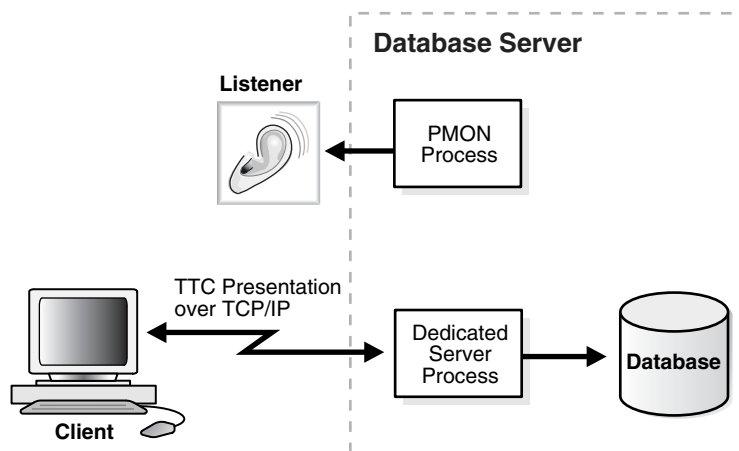 Database Server
Listener
PMON
Process
TTC Presentation
over TCP/IP
Dedicated
Server
Process
Database
Client